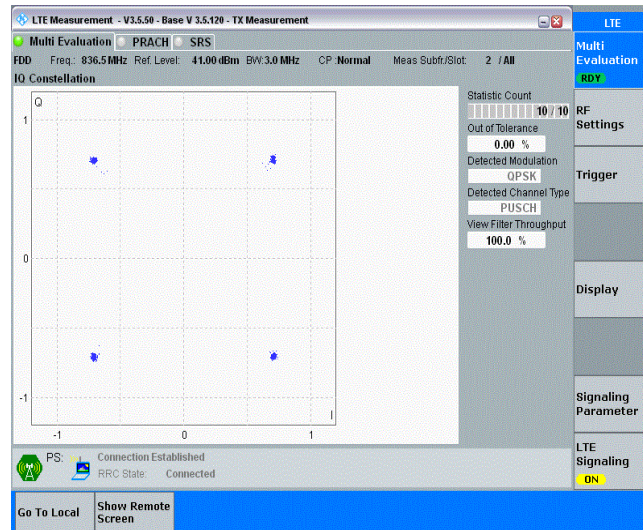 LTE Measurement - V3.5.50 - Base V 3.5.120 - TX Measurement
LTE
Multi Evaluation PRACH SRS
Multi
Evaluation
RDY
FDD Freq.: 836.5 MHz Ref. Level: 41.00 dBm BW: 3.0 MHz CP: Normal Meas Subfr./Slot: 2 / All
IQ Constellation
Q
1
0
-1
-1 0 1
I
Statistic Count
10 / 10
Out of Tolerance
0.00 %
Detected Modulation
QPSK
Detected Channel Type
PUSCH
View Filter Throughput
100.0 %
RF
Settings
Trigger
Display
Signaling
Parameter
LTE
Signaling
ON
PS: Connection Established
RRC State: Connected
Go To Local
Show Remote
Screen